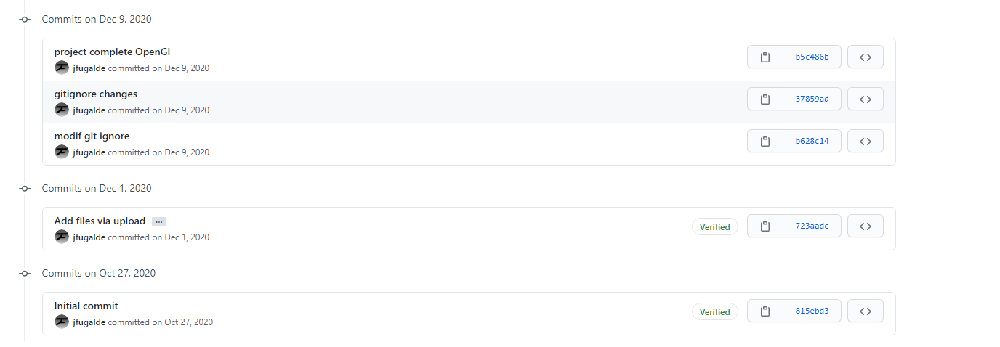 Commits on Dec 9, 2020
project complete OpenGl
jfugalde committed on Dec 9, 2020
b5c486b
gitignore changes
jfugalde committed on Dec 9, 2020
37859ad
modif git ignore
jfugalde committed on Dec 9, 2020
b628c14
Commits on Dec 1, 2020
Add files via upload ...
jfugalde committed on Dec 1, 2020
Verified
723aadc
Commits on Oct 27, 2020
Initial commit
jfugalde committed on Oct 27, 2020
Verified
815ebd3